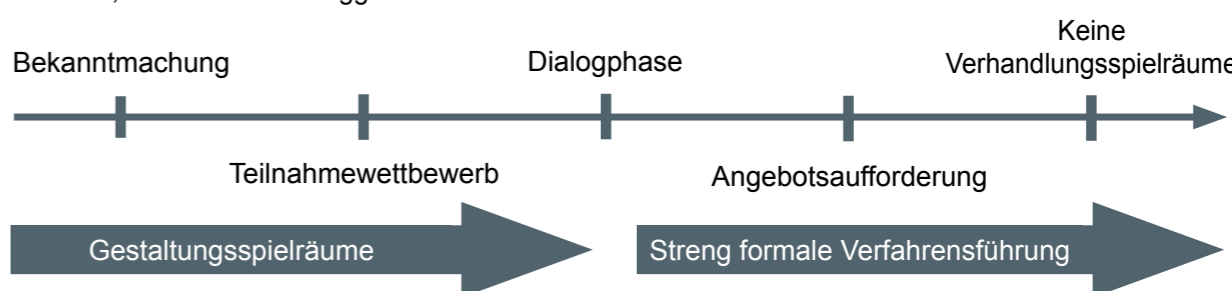 Bekanntmachung
Dialogphase
Keine
Verhandlungsspielräume
Teilnahmewettbewerb
Angebotsaufforderung
Gestaltungsspielräume
Streng formale Verfahrensführung